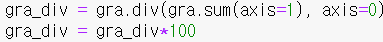 gra_div = gra.div(gra.sum(axis=1), axis=0)
gra_div = gra_div*100